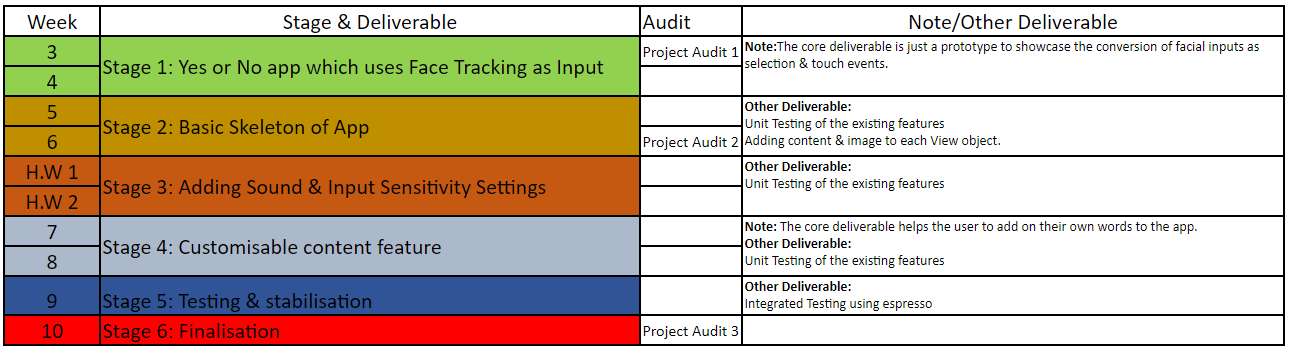 Week Stage & Deliverable Audit Note/Other Deliverable
3
4
Stage 1: Yes or No app which uses Face Tracking as Input
Project Audit 1
Note:The core deliverable is just a prototype to showcase the conversion of facial inputs as
selection & touch events.
5
6
Stage 2: Basic Skeleton of App
Project Audit 2
Other Deliverable:
Unit Testing of the existing features
Adding content & image to each View object.
H.W 1
H.W 2
Stage 3: Adding Sound & Input Sensitivity Settings
Other Deliverable:
Unit Testing of the existing features
7
8
Stage 4: Customisable content feature
Note: The core deliverable helps the user to add on their own words to the app.
Other Deliverable:
Unit Testing of the existing features
9
Stage 5: Testing & stabilisation
Other Deliverable:
Integrated Testing using espresso
10
Stage 6: Finalisation
Project Audit 3